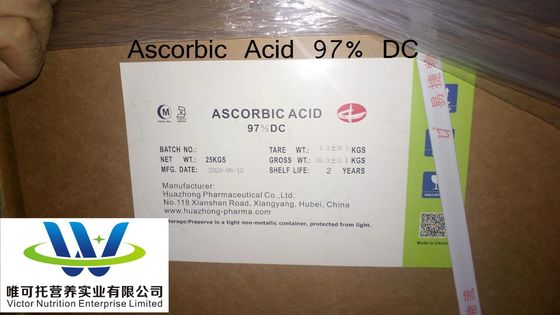 Ascorbic Acid 97% DC
ASCORBIC ACID
97%DC
BATCH NO.: TARE WT.: 1.3±0.1 KGS
NET WT.: 25KGS GROSS WT.: 26.3±0.1 KGS
MFG. DATE: 2020-06-12 SHELF LIFE: 2 YEARS
Manufacturer:
Huazhong Pharmaceutical Co.,Ltd.
No.118 Xianshan Road, Xiangyang, Hubei, China
www.huazhong-pharma.com
Storage:Preserve in a tight non-metallic container, protected from light.
易捷
物流
唯可托营养实业有限公司
Victor Nutrition Enterprise Limited